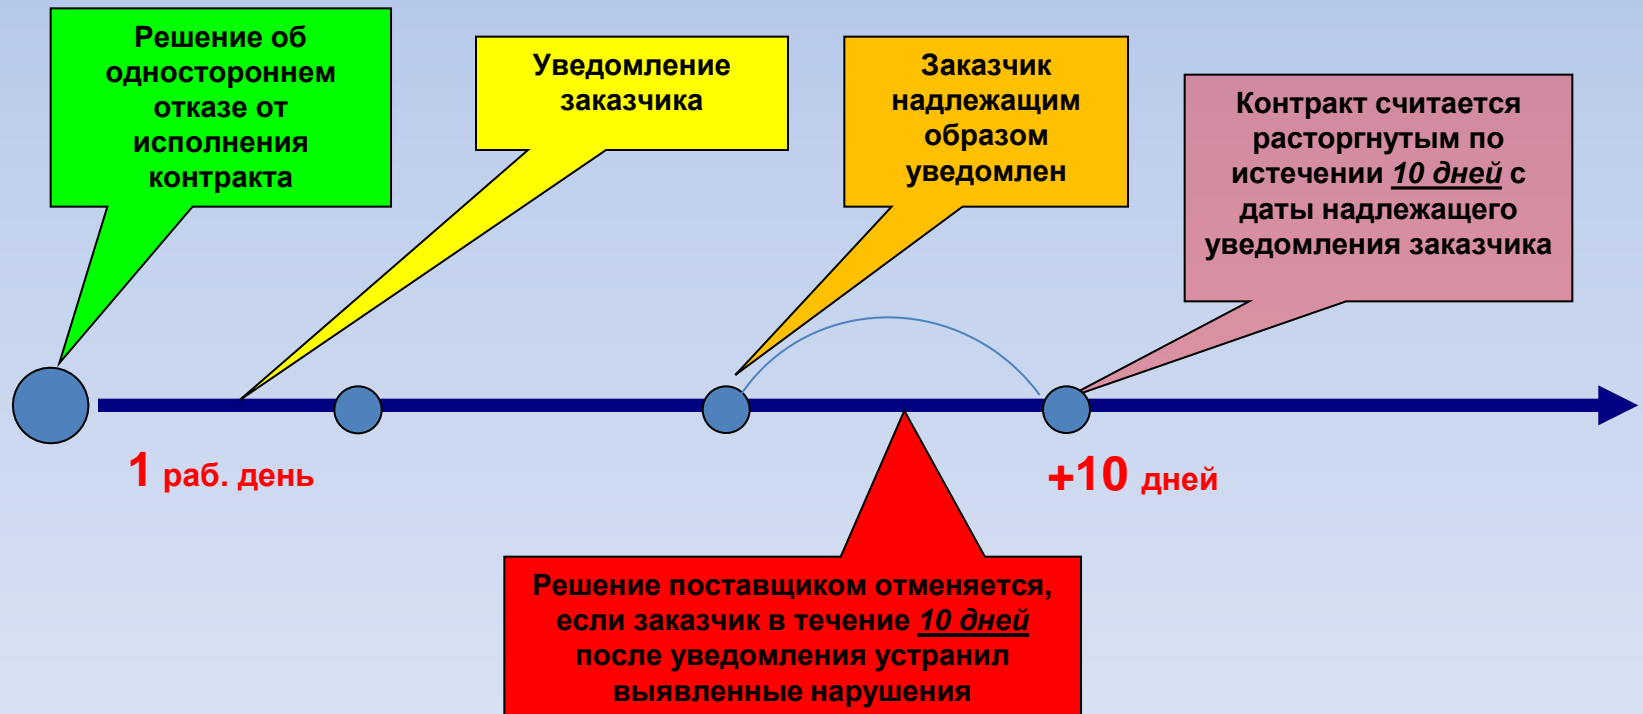 Решение об
одностороннем
отказе от
исполнения
контракта
Уведомление
заказчика
Заказчик
надлежащим
образом
уведомлен
Контракт считается
расторгнутым по
истечении 10 дней с
даты надлежащего
уведомления заказчика
1 раб. день
+10 дней
Решение поставщиком отменяется,
если заказчик в течение 10 дней
после уведомления устранил
выявленные нарушения